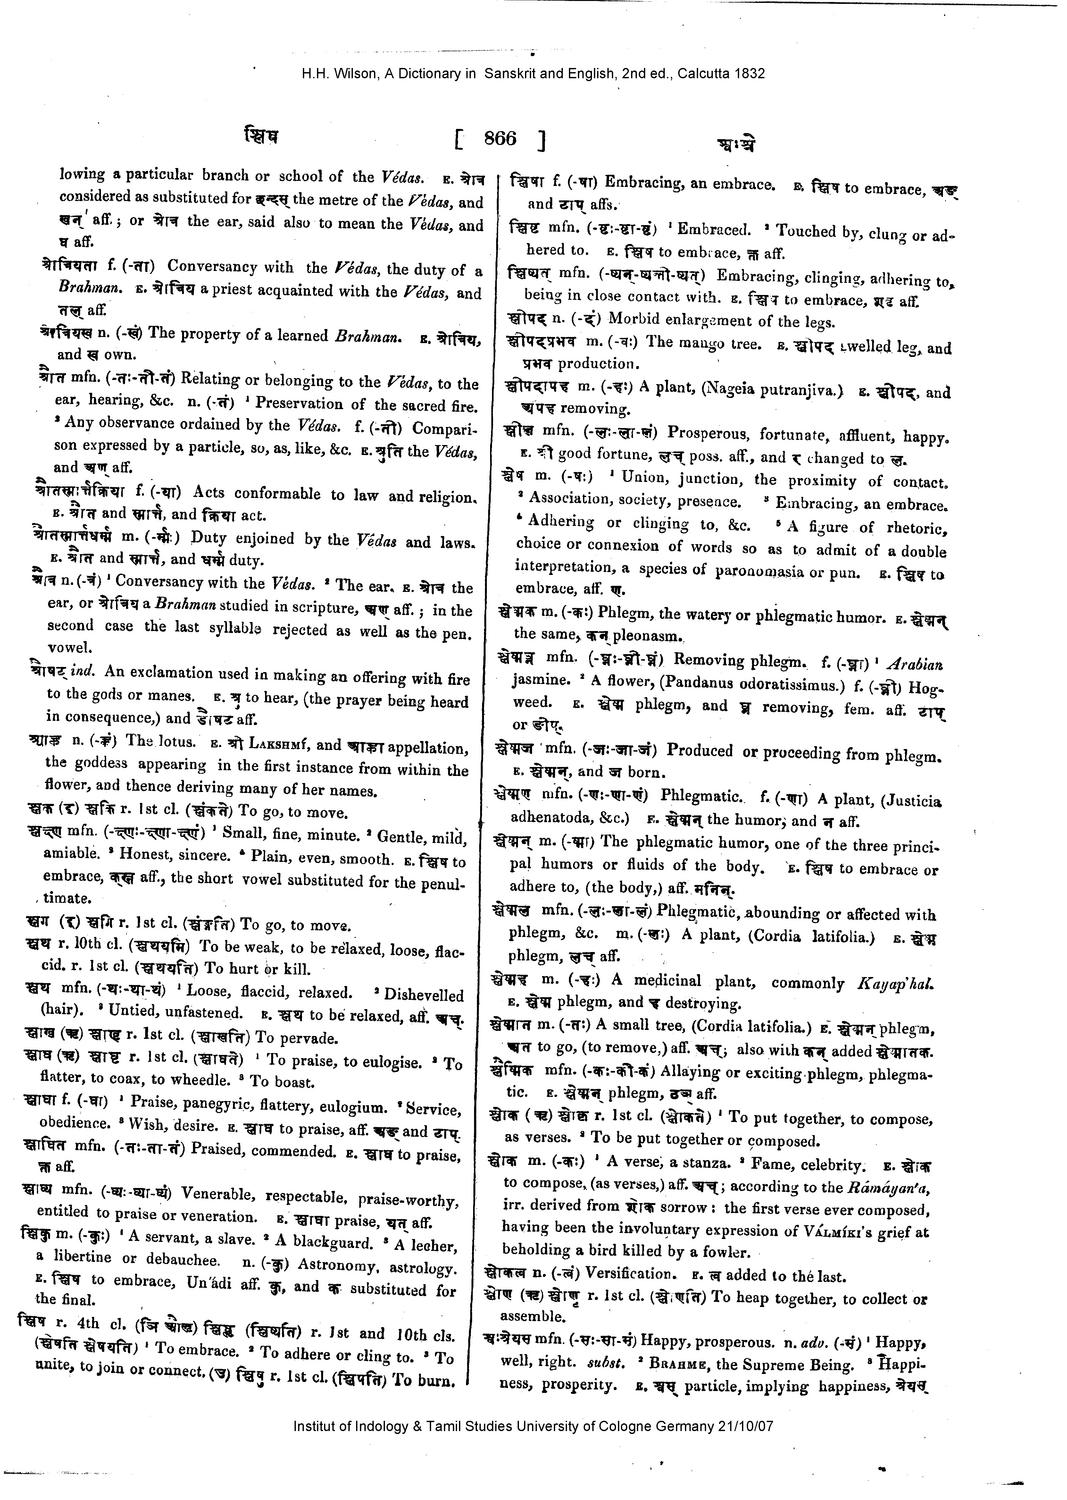 H.H. Wilson, A Dictionary in Sanskrit and English, 2nd ed., Calcutta 1832
श्लिष [ 866 ] श्वःश्रे
lowing a particular branch or school of the Védas. E. श्रोत्र
considered as substituted for छन्दस् the metre of the Védas, and
aff.; or श्रोत्र the ear, said also to mean the Védas, and
घ aff.
श्रोत्रियता f. (-ता) Conversancy with the Védas, the duty of a
Brahman. E. श्रोत्रिय a priest acquainted with the Védas, and
तल् aff.
श्रोत्रियस्व n. (-स्वं) The property of a learned Brahman. E. श्रोत्रिय,
and स्व own.
श्रौत mfn. (-तः-ती-तं) Relating or belonging to the Védas, to the
ear, hearing, &c. n. (-तं) ¹ Preservation of the sacred fire.
² Any observance ordained by the Védas. f. (-ती) Compari-
son expressed by a particle, so, as, like, &c. E. श्रुति the Védas,
and अण् aff.
श्रौतस्मार्त्तक्रिया f. (-या) Acts conformable to law and religion.
E. श्रौत and स्मार्त्त, and क्रिया act.
श्रौतस्मार्त्तधर्म्म m. (-र्म्मः) Duty enjoined by the Védas and laws.
E. श्रौत and स्मार्त्त, and धर्म्म duty.
श्रौत्र n. (-त्रं) ¹ Conversancy with the Védas. ² The ear. E. श्रोत्र the
ear, or श्रोत्रिय a Brahman studied in scripture, अण् aff.; in the
second case the last syllable rejected as well as the pen.
vowel.
श्रौषट् ind. An exclamation used in making an offering with fire
to the gods or manes. E. श्रु to hear, (the prayer being heard
in consequence,) and डौषट् aff.
श्र्याह्व n. (-ह्वं) The lotus. E. श्री LAKSHMÍ, and आह्वा appellation,
the goddess appearing in the first instance from within the
flower, and thence deriving many of her names.
श्लक (इ) श्लकि r. 1st cl. (श्लंकते) To go, to move.
श्लक्ष्ण mfn. (-क्ष्णः-क्ष्णा-क्ष्णं) ¹ Small, fine, minute. ² Gentle, mild,
amiable. ³ Honest, sincere. ⁴ Plain, even, smooth. E. श्लिष to
embrace, क्स्न aff., the short vowel substituted for the penul-
timate.
श्लग (इ) श्लगि r. 1st cl. (श्लंङ्गति) To go, to move.
श्लथ r. 10th cl. (श्लथयति) To be weak, to be relaxed, loose, flac-
cid. r. 1st cl. (श्लथयति) To hurt or kill.
श्लथ mfn. (-थः-था-थं) ¹ Loose, flaccid, relaxed. ² Dishevelled
(hair). ³ Untied, unfastened. E. श्लथ to be relaxed, aff. अच्.
श्लाख (ऋ) श्लाखृ r. 1st cl. (श्लाखति) To pervade.
श्लाघ (ऋ) श्लाघृ r. 1st cl. (श्लाघते) ¹ To praise, to eulogise. ² To
flatter, to coax, to wheedle. ³ To boast.
श्लाघा f. (-घा) ¹ Praise, panegyric, flattery, eulogium. ² Service,
obedience. ³ Wish, desire. E. श्लाघ to praise, aff. अङ् and टाप्.
श्लाघित mfn. (-तः-ता-तं) Praised, commended. E. श्लाघ to praise,
क्त aff.
श्लाघ्य mfn. (-घ्यः-घ्या-घ्यं) Venerable, respectable, praise-worthy,
entitled to praise or veneration. E. श्लाघा praise, यत् aff.
श्लिकु m. (-कुः) ¹ A servant, a slave. ² A blackguard. ³ A lecher,
a libertine or debauchee. n. (-कु) Astronomy, astrology.
E. श्लिष to embrace, Un'ádi aff. कु, and क substituted for
the final.
श्लिष r. 4th cl. श्लिष (श्लिष्यति) r. 1st and 10th cls.
(श्लेषति श्लेषयति) ¹ To embrace. ² To adhere or cling to. ³ To
unite, to join or connect. (उ) श्लिषु r. 1st cl. (श्लिषति) To burn.
श्लिषा f. (-षा) Embracing, an embrace. E. श्लिष to embrace, अङ्
and टाप् affs.
श्लिष्ट mfn. (-ष्टः-ष्टा-ष्टं) ¹ Embraced. ² Touched by, clung or ad-
hered to. E. श्लिष to embrace, क्त aff.
श्लिष्यत् mfn. (-ष्यन्-ष्यन्ती-ष्यत्) Embracing, clinging, adhering to,
being in close contact with. E. श्लिष to embrace, शतृ aff.
श्लीपद n. (-दं) Morbid enlargement of the legs.
श्लीपदप्रभव m. (-वः) The mango tree. E. श्लीपद swelled leg, and
प्रभव production.
श्लीपदापह m. (-हः) A plant, (Nageia putranjiva.) E. श्लीपद, and
अपह removing.
श्लील mfn. (-लः-ला-लं) Prosperous, fortunate, affluent, happy.
E. श्री good fortune, लच् poss. aff., and र changed to ल.
श्लेष m. (-षः) ¹ Union, junction, the proximity of contact.
² Association, society, presence. ³ Embracing, an embrace.
⁴ Adhering or clinging to, &c. ⁵ A figure of rhetoric,
choice or connexion of words so as to admit of a double
interpretation, a species of paronomasia or pun. E. श्लिष to
embrace, aff. ण.
श्लेष्मक m. (-कः) Phlegm, the watery or phlegmatic humor. E. श्लेष्मन्
the same, कन् pleonasm.
श्लेष्मघ्न mfn. (-घ्नः-घ्नी-घ्नं) Removing phlegm. f. (-घ्ना) ¹ Arabian
jasmine. ² A flower, (Pandanus odoratissimus.) f. (-घ्नी) Hog-
weed. E. श्लेष्म phlegm, and घ्न removing, fem. aff. टाप्
or ङीप्.
श्लेष्मज mfn. (-जः-जा-जं) Produced or proceeding from phlegm.
E. श्लेष्मन्, and ज born.
श्लेष्मण mfn. (-णः-णा-णं) Phlegmatic. f. (-णा) A plant, (Justicia
adhenatoda, &c.) E. श्लेष्मन् the humor, and न aff.
श्लेष्मन् m. (-ष्मा) The phlegmatic humor, one of the three princi-
pal humors or fluids of the body. E. श्लिष to embrace or
adhere to, (the body,) aff. मनिन्.
श्लेष्मल mfn. (-लः-ला-लं) Phlegmatic, abounding or affected with
phlegm, &c. m. (-लः) A plant, (Cordia latifolia.) E. श्लेष्म
phlegm, लच् aff.
श्लेष्मह m. (-हः) A medicinal plant, commonly Kayap'hal.
E. श्लेष्म phlegm, and ह destroying.
श्लेष्मात m. (-तः) A small tree, (Cordia latifolia.) E. श्लेष्मन् phlegm,
अत to go, (to remove,) aff. अच्; also with कन् added श्लेष्मातक.
श्लैष्मिक mfn. (-कः-की-कं) Allaying or exciting phlegm, phlegma-
tic. E. श्लेष्मन् phlegm, ठञ् aff.
श्लोक (ऋ) श्लोकृ r. 1st cl. (श्लोकते) ¹ To put together, to compose,
as verses. ² To be put together or composed.
श्लोक m. (-कः) ¹ A verse, a stanza. ² Fame, celebrity. E. श्लोक
to compose, (as verses,) aff. अच्; according to the Rámáyan'a,
irr. derived from शोक sorrow: the first verse ever composed,
having been the involuntary expression of VÁLMÍKI's grief at
beholding a bird killed by a fowler.
श्लोकत्व n. (-त्वं) Versification. E. त्व added to the last.
श्लोण (ऋ) श्लोणृ r. 1st cl. (श्लोणति) To heap together, to collect or
assemble.
श्वःश्रेयस mfn. (-सः-सा-सं) Happy, prosperous. n. adv. (-सं) ¹ Happy,
well, right. subst. ² BRAHME, the Supreme Being. ³ Happi-
ness, prosperity. E. श्वस् particle, implying happiness, श्रेयस्
Institut of Indology & Tamil Studies University of Cologne Germany 21/10/07